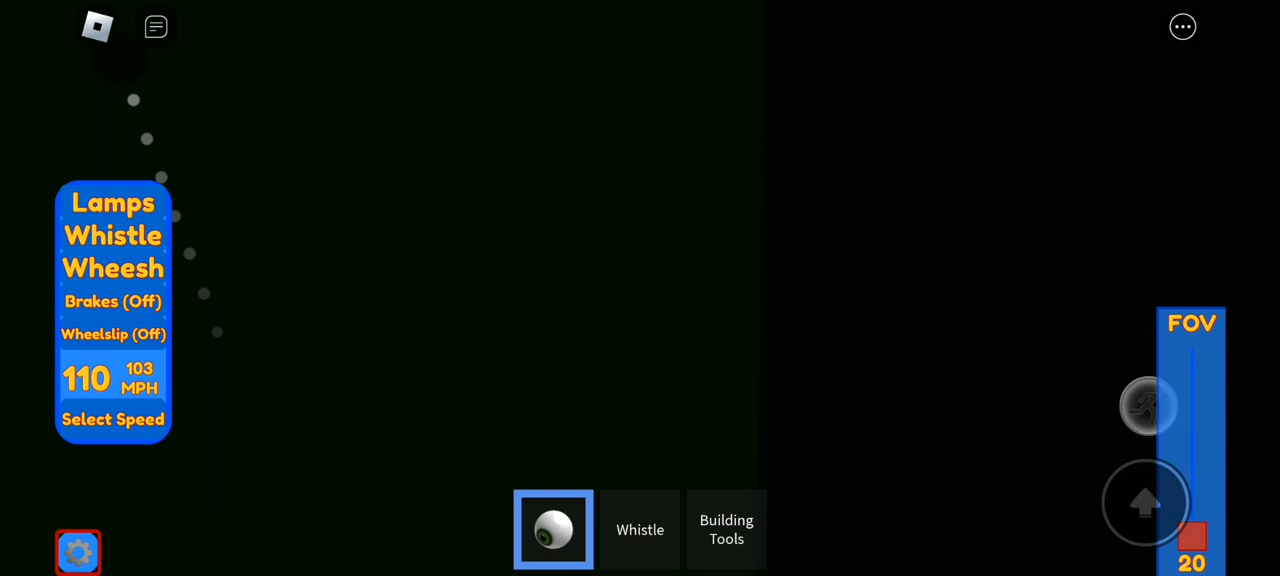 Lamps
Whistle
Wheesh
Brakes (Off)
Wheelslip (Off)
110 103
MPH
Select Speed
Whistle
Building
Tools
FOV
20